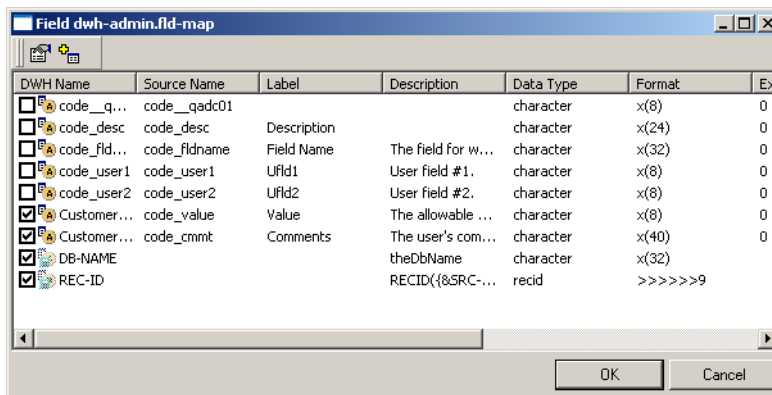 Field dwh-admin.fld-map
DWH Name Source Name Label Description Data Type Format Ex
code__q... code__qadc01 character x(8) 0
code_desc code_desc Description character x(24) 0
code_fld... code_fldname Field Name The field for w... character x(32) 0
code_user1 code_user1 Ufld1 User field #1. character x(8) 0
code_user2 code_user2 Ufld2 User field #2. character x(8) 0
Customer... code_value Value The allowable ... character x(8) 0
Customer... code_cmmt Comments The user's com... character x(40) 0
DB-NAME theDbName character x(32)
REC-ID RECID({&SRC-... recid >>>>>>9
OK Cancel